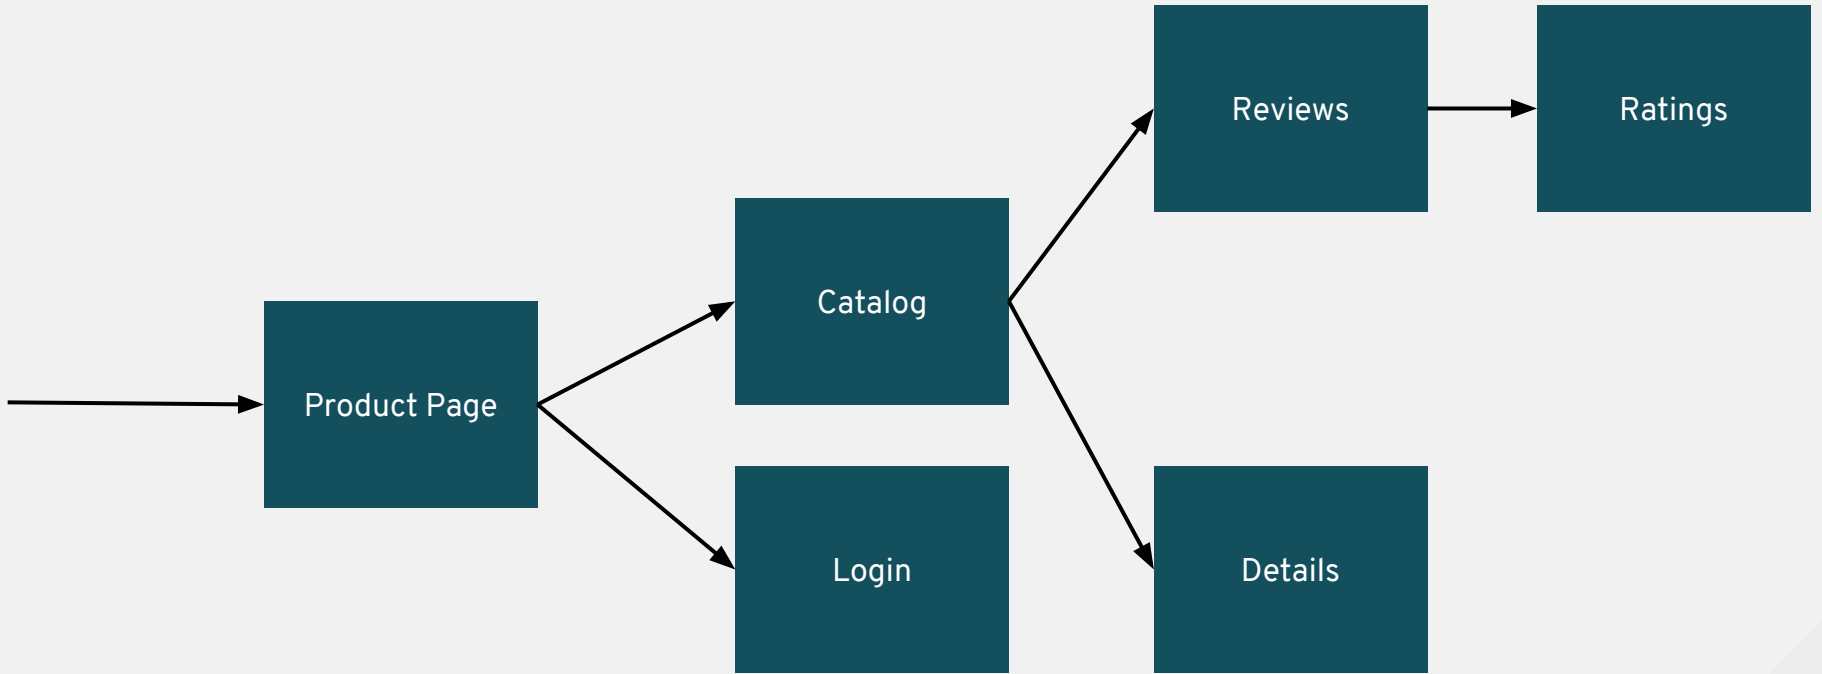 Reviews
Ratings
Catalog
Product Page
Login
Details